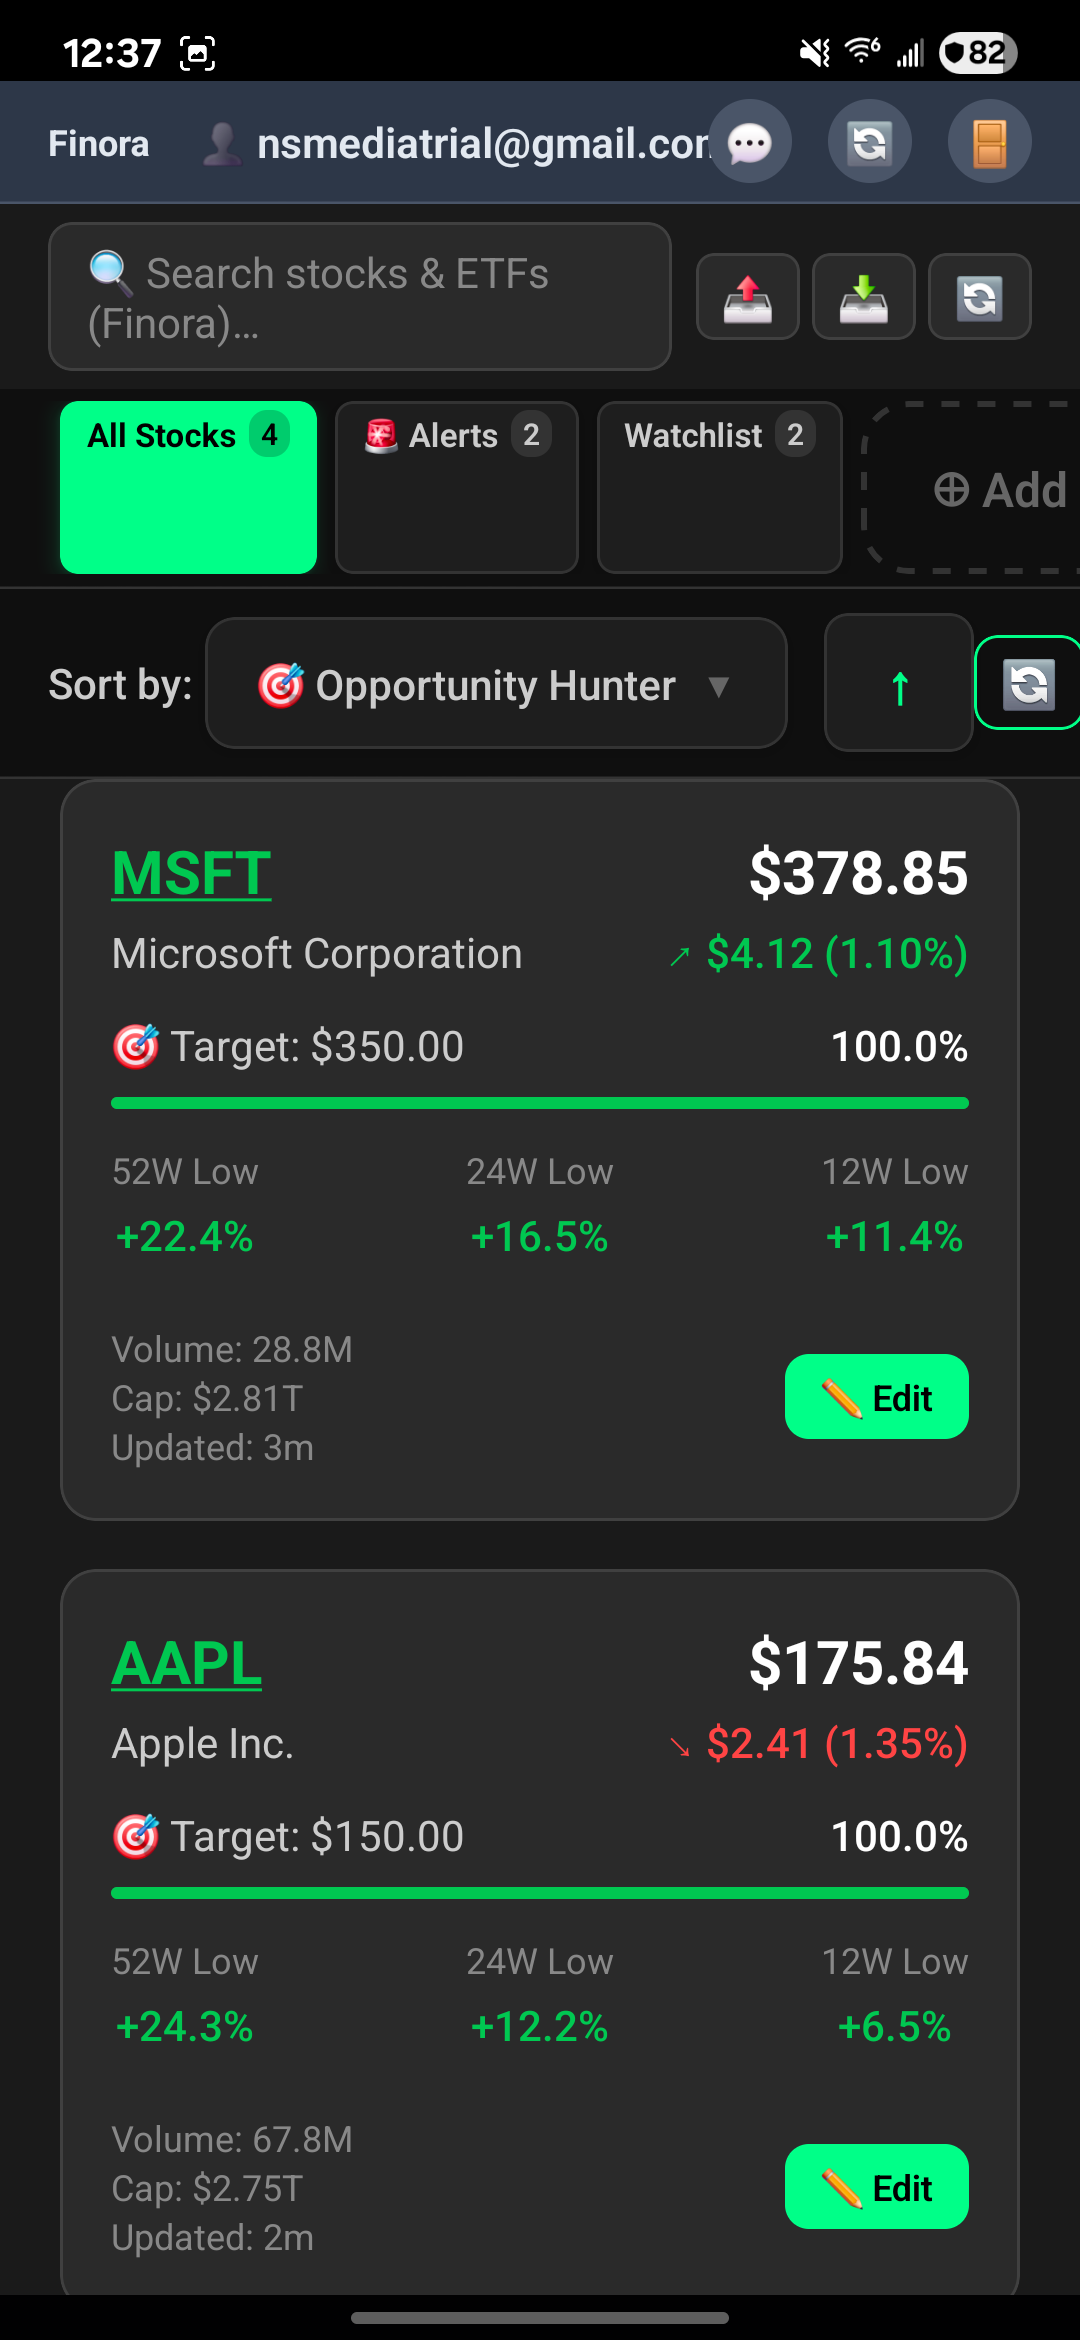 12:37
6
82
Finora
nsmediatrial@gmail.com
Search stocks & ETFs
(Finora)...
All Stocks 4
Alerts 2
Watchlist 2
⊕ Add
Sort by:
Opportunity Hunter ▼
↑
MSFT
$378.85
Microsoft Corporation
↗ $4.12 (1.10%)
Target: $350.00
100.0%
52W Low
24W Low
12W Low
+22.4%
+16.5%
+11.4%
Volume: 28.8M
Cap: $2.81T
Updated: 3m
Edit
AAPL
$175.84
Apple Inc.
↘ $2.41 (1.35%)
Target: $150.00
100.0%
52W Low
24W Low
12W Low
+24.3%
+12.2%
+6.5%
Volume: 67.8M
Cap: $2.75T
Updated: 2m
Edit